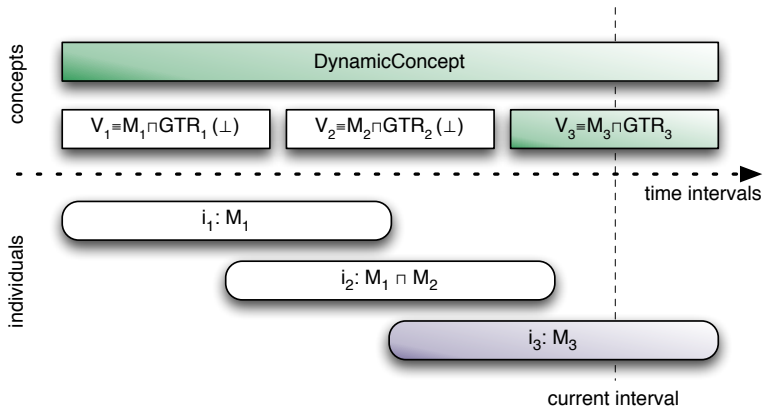 concepts
DynamicConcept
V₁≡M₁⊓GTR₁ (⊥)
V₂≡M₂⊓GTR₂ (⊥)
V₃≡M₃⊓GTR₃
time intervals
individuals
i₁: M₁
i₂: M₁ ⊓ M₂
i₃: M₃
current interval